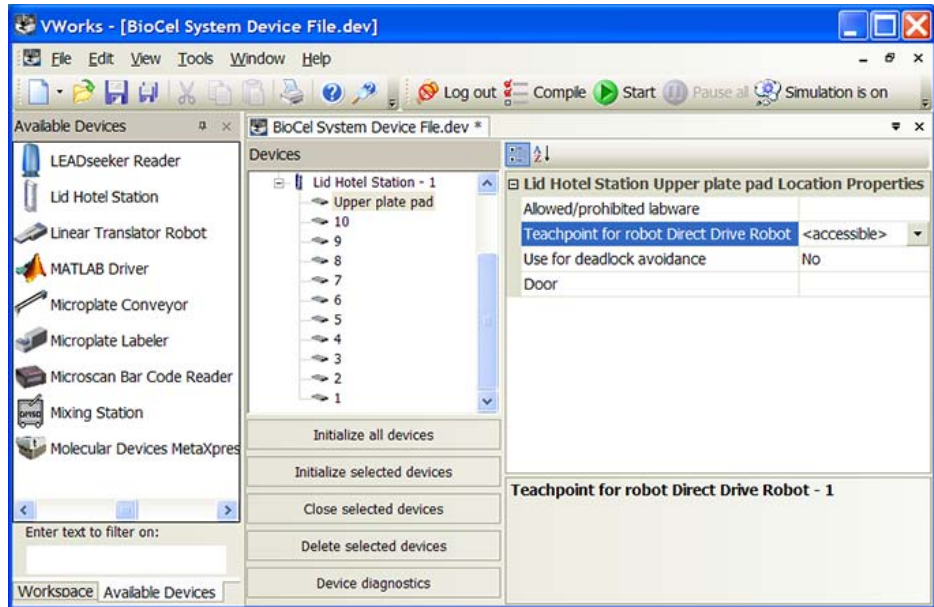 VWorks - [BioCel System Device File.dev]
File Edit View Tools Window Help
Log out Compile Start Pause all Simulation is on
Available Devices
LEADseeker Reader
Lid Hotel Station
Linear Translator Robot
MATLAB Driver
Microplate Conveyor
Microplate Labeler
Microscan Bar Code Reader
Mixing Station
Molecular Devices MetaXpres
Enter text to filter on:
Workspace Available Devices
BioCel System Device File.dev *
Devices
Lid Hotel Station - 1
Upper plate pad
10
9
8
7
6
5
4
3
2
1
Initialize all devices
Initialize selected devices
Close selected devices
Delete selected devices
Device diagnostics
Lid Hotel Station Upper plate pad Location Properties
Allowed/prohibited labware
Teachpoint for robot Direct Drive Robot <accessible>
Use for deadlock avoidance No
Door
Teachpoint for robot Direct Drive Robot - 1